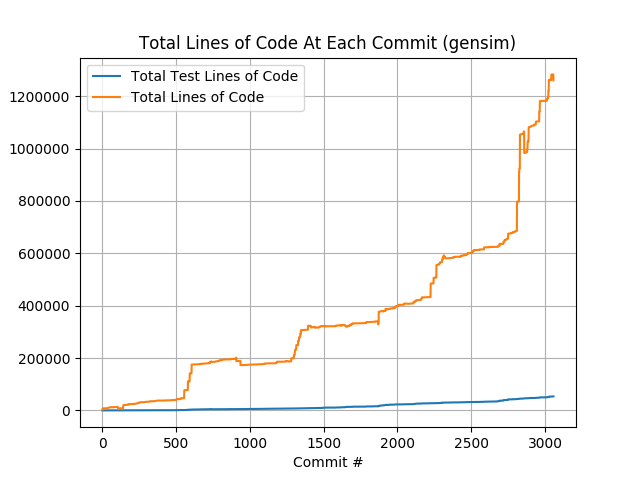 Total Lines of Code At Each Commit (gensim)
Total Test Lines of Code
Total Lines of Code
1200000
1000000
800000
600000
400000
200000
0
0 500 1000 1500 2000 2500 3000
Commit #